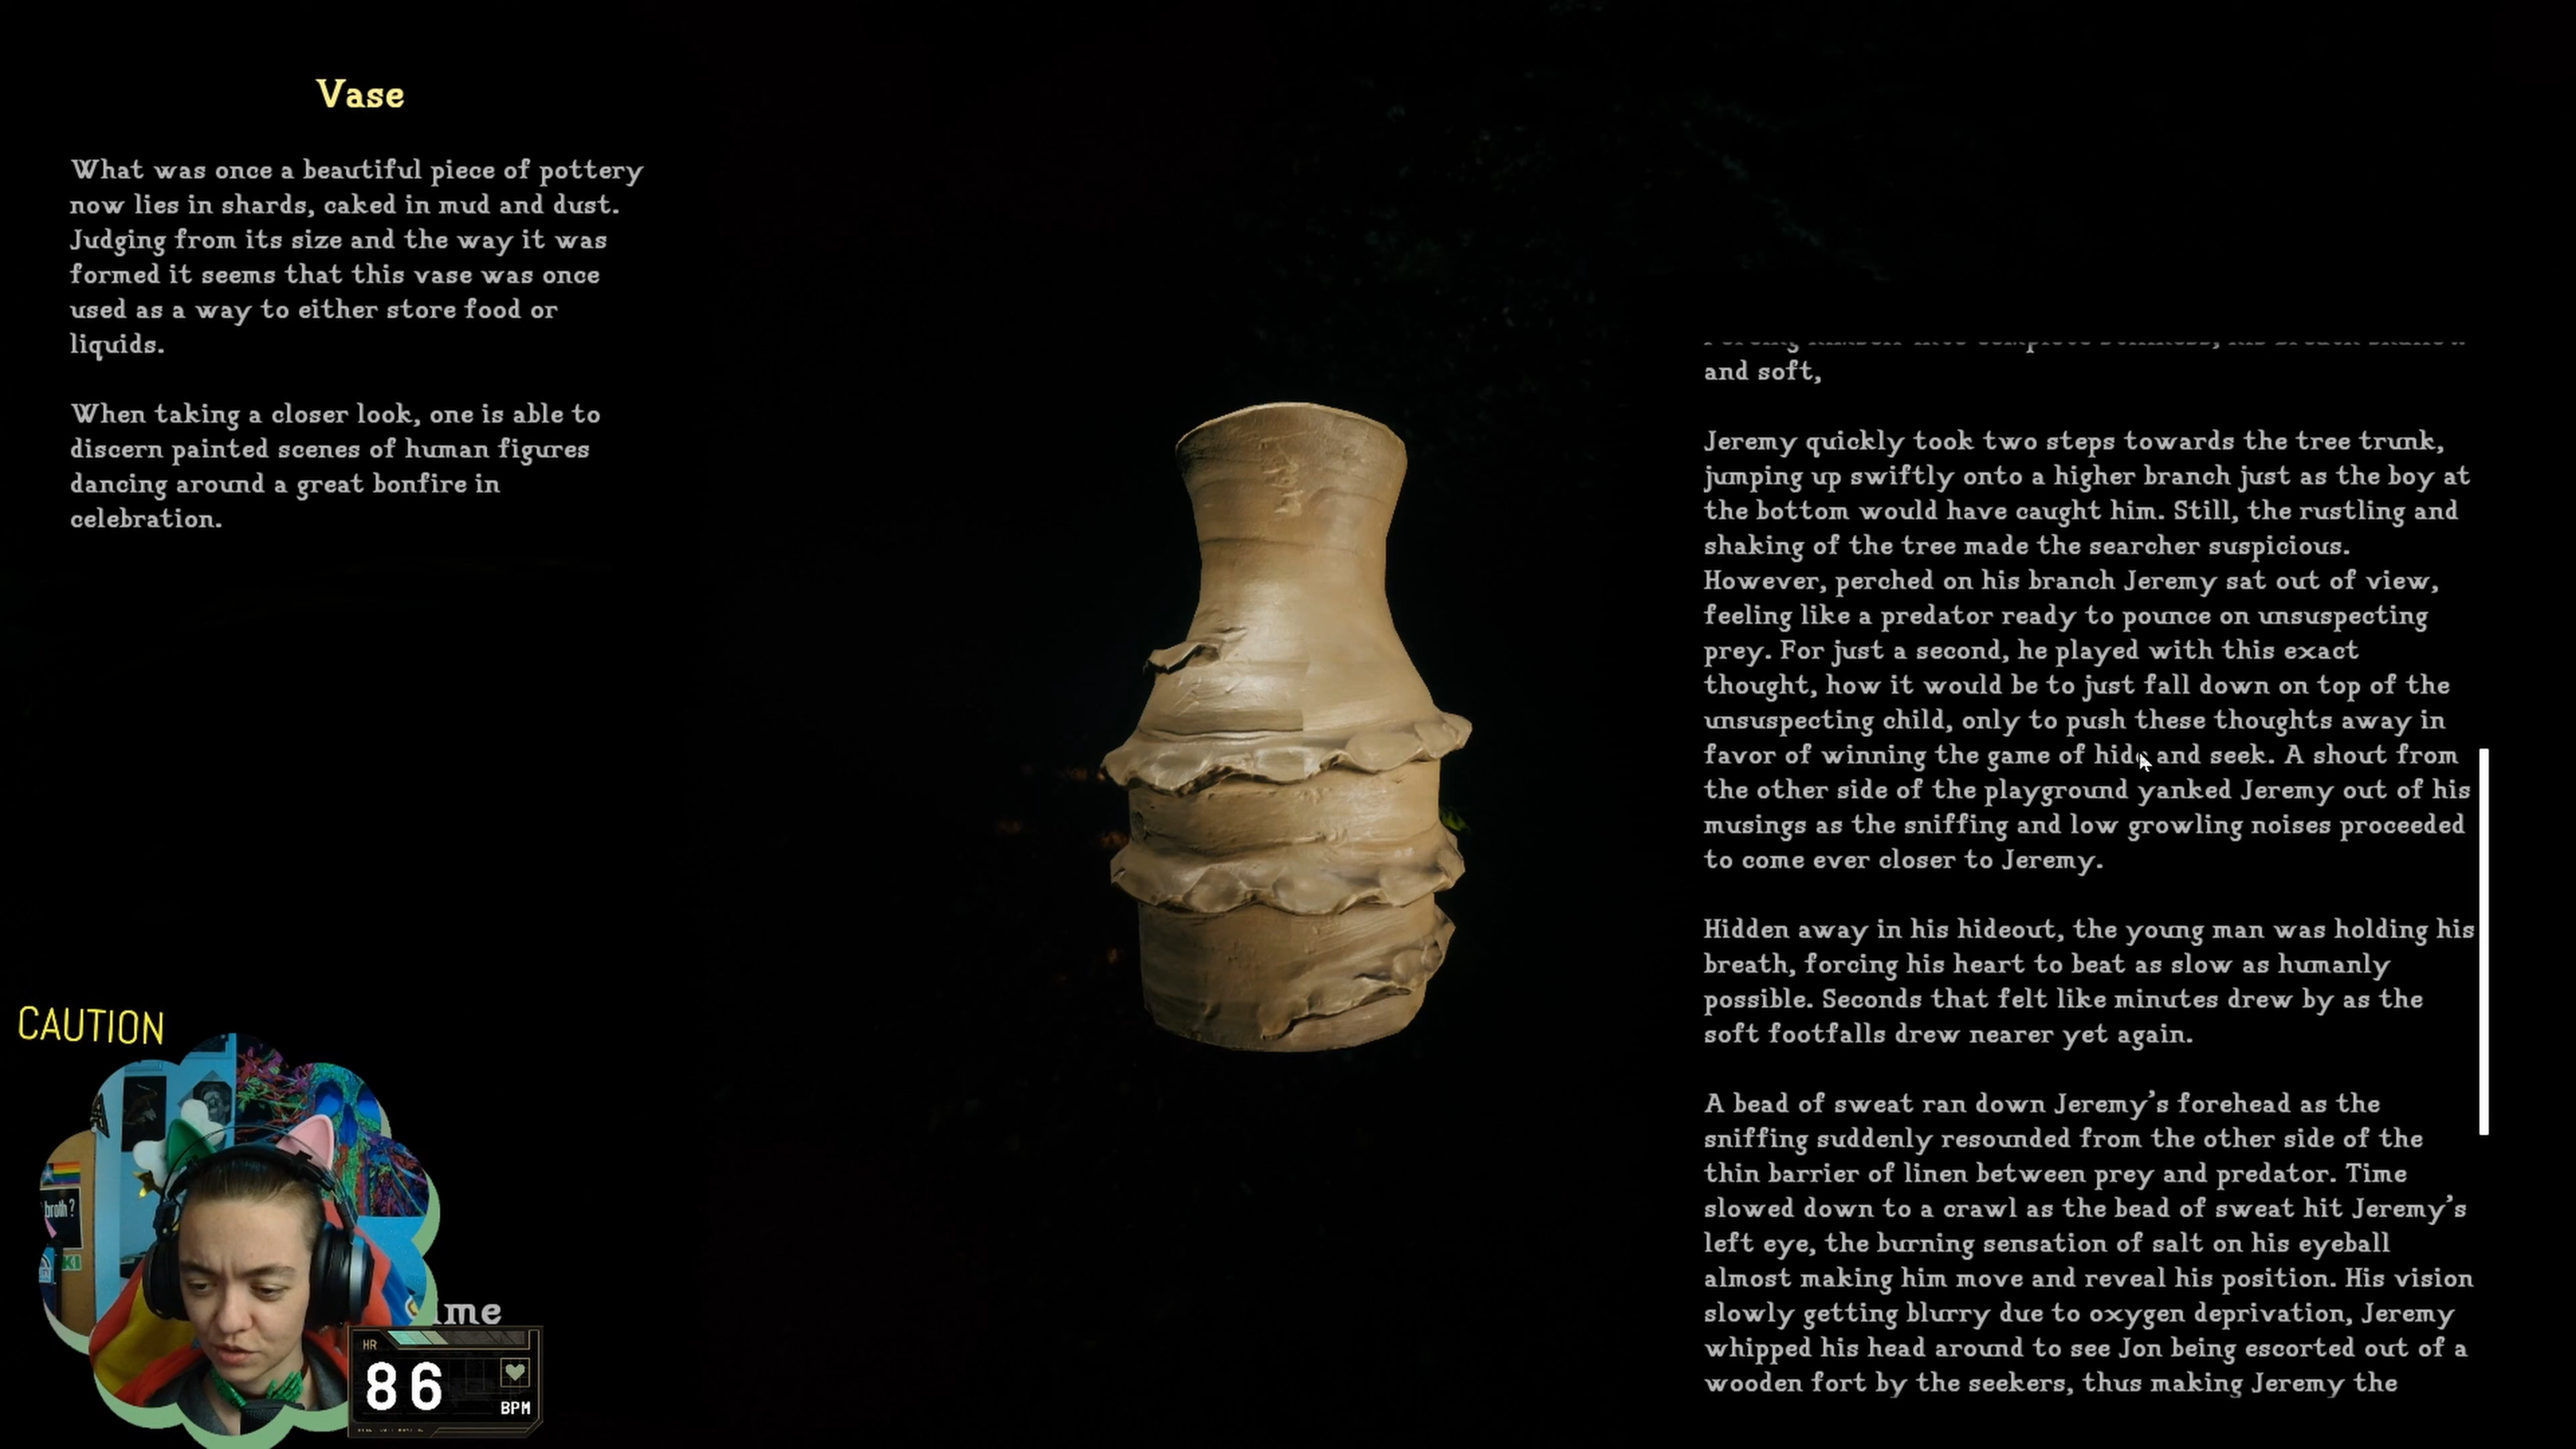 Vase
What was once a beautiful piece of pottery
now lies in shards, caked in mud and dust.
Judging from its size and the way it was
formed it seems that this vase was once
used as a way to either store food or
liquids.
When taking a closer look, one is able to
discern painted scenes of human figures
dancing around a great bonfire in
celebration.
and soft,
Jeremy quickly took two steps towards the tree trunk,
jumping up swiftly onto a higher branch just as the boy at
the bottom would have caught him. Still, the rustling and
shaking of the tree made the searcher suspicious.
However, perched on his branch Jeremy sat out of view,
feeling like a predator ready to pounce on unsuspecting
prey. For just a second, he played with this exact
thought, how it would be to just fall down on top of the
unsuspecting child, only to push these thoughts away in
favor of winning the game of hide and seek. A shout from
the other side of the playground yanked Jeremy out of his
musings as the sniffing and low growling noises proceeded
to come ever closer to Jeremy.
Hidden away in his hideout, the young man was holding his
breath, forcing his heart to beat as slow as humanly
possible. Seconds that felt like minutes drew by as the
soft footfalls drew nearer yet again.
A bead of sweat ran down Jeremy's forehead as the
sniffing suddenly resounded from the other side of the
thin barrier of linen between prey and predator. Time
slowed down to a crawl as the bead of sweat hit Jeremy's
left eye, the burning sensation of salt on his eyeball
almost making him move and reveal his position. His vision
slowly getting blurry due to oxygen deprivation, Jeremy
whipped his head around to see Jon being escorted out of a
wooden fort by the seekers, thus making Jeremy the
CAUTION
broth?
me
HR
86
BPM